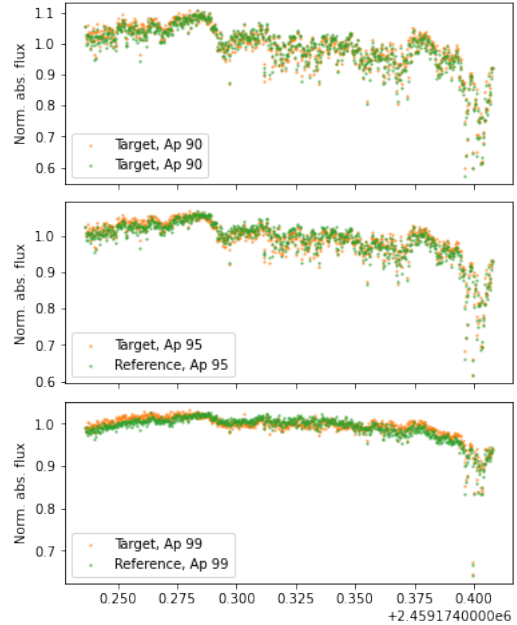 1.1
1.0
0.9
0.8
0.7
0.6
Norm. abs. flux
Target, Ap 90
Target, Ap 90
1.0
0.9
0.8
0.7
0.6
Norm. abs. flux
Target, Ap 95
Reference, Ap 95
1.0
0.9
0.8
0.7
Norm. abs. flux
Target, Ap 99
Reference, Ap 99
0.250 0.275 0.300 0.325 0.350 0.375 0.400
+2.4591740000e6